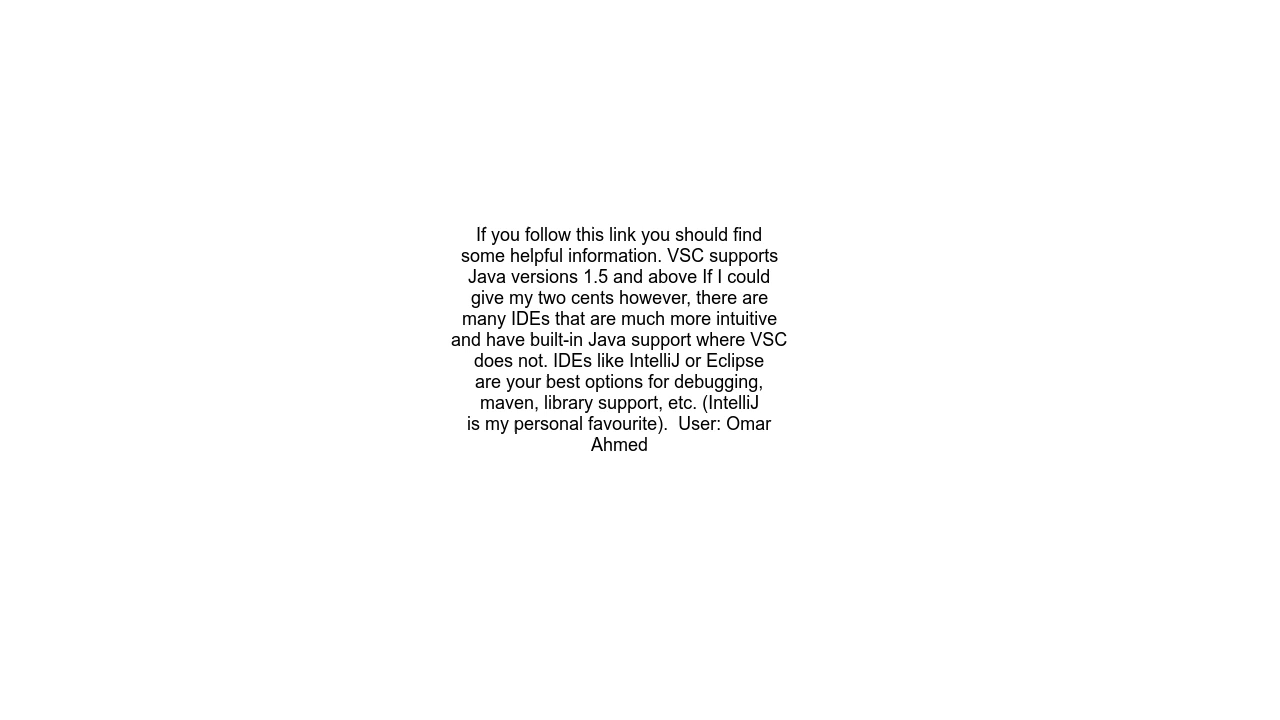 If you follow this link you should find
some helpful information. VSC supports
Java versions 1.5 and above If I could
give my two cents however, there are
many IDEs that are much more intuitive
and have built-in Java support where VSC
does not. IDEs like IntelliJ or Eclipse
are your best options for debugging,
maven, library support, etc. (IntelliJ
is my personal favourite).  User: Omar
Ahmed